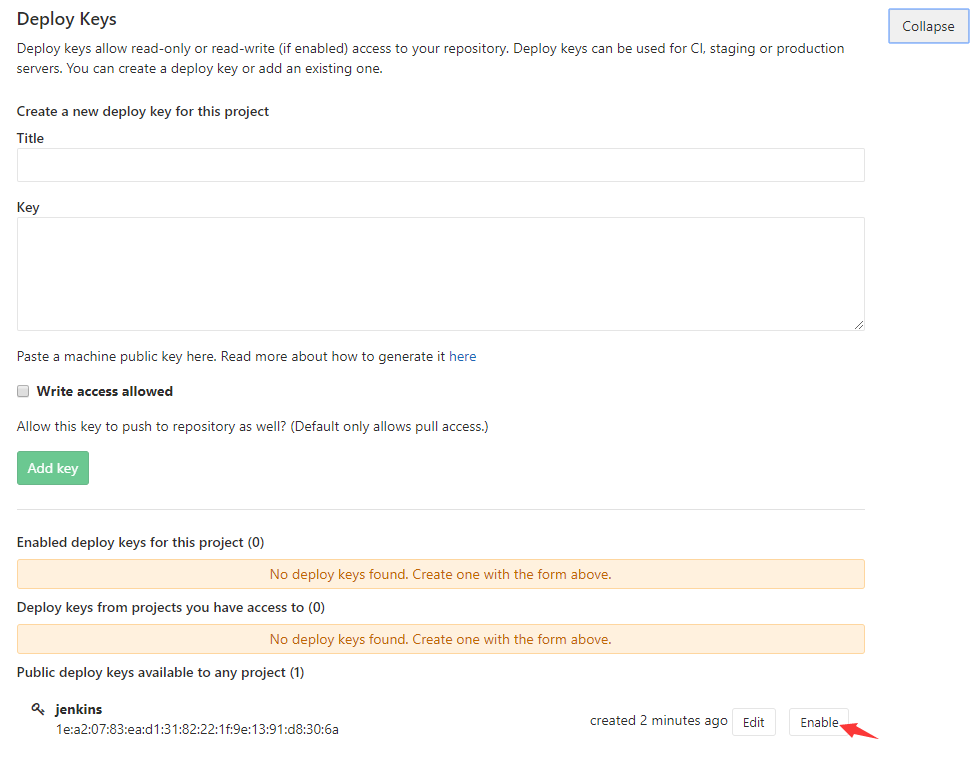 Deploy Keys
Collapse
Deploy keys allow read-only or read-write (if enabled) access to your repository. Deploy keys can be used for CI, staging or production
servers. You can create a deploy key or add an existing one.
Create a new deploy key for this project
Title
Key
Paste a machine public key here. Read more about how to generate it here
Write access allowed
Allow this key to push to repository as well? (Default only allows pull access.)
Add key
Enabled deploy keys for this project (0)
No deploy keys found. Create one with the form above.
Deploy keys from projects you have access to (0)
No deploy keys found. Create one with the form above.
Public deploy keys available to any project (1)
jenkins
1e:a2:07:83:ea:d1:31:82:22:1f:9e:13:91:d8:30:6a
created 2 minutes ago
Edit
Enable